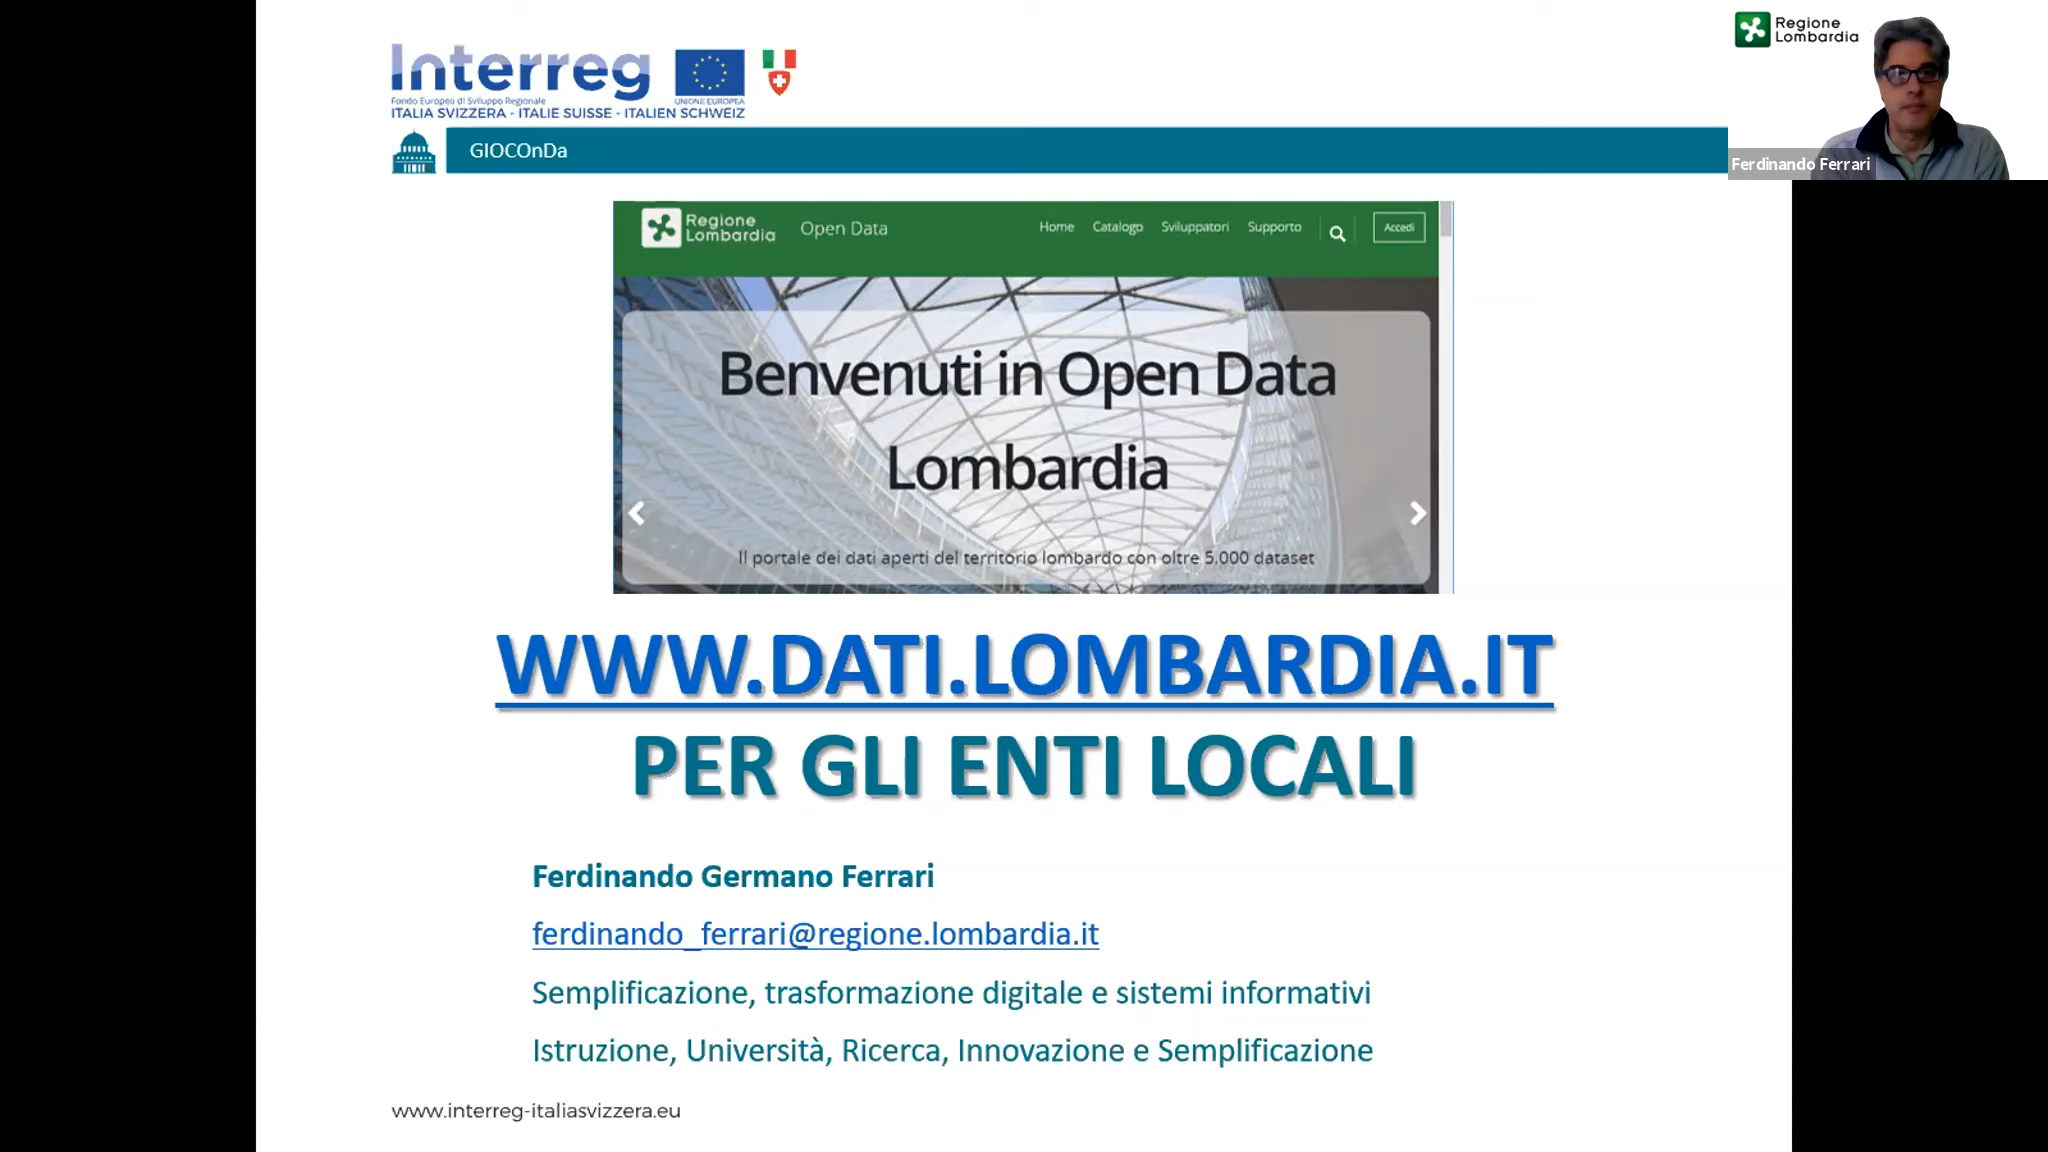 Interreg
Fondo Europeo di Sviluppo Regionale
UNIONE EUROPEA
ITALIA SVIZZERA - ITALIE SUISSE - ITALIEN SCHWEIZ
Regione
Lombardia
Ferdinando Ferrari
GIOCOnDa
Regione
Lombardia
Open Data
Home Catalogo Sviluppatori Supporto
Accedi
Benvenuti in Open Data
Lombardia
Il portale dei dati aperti del territorio lombardo con oltre 5.000 dataset
WWW.DATI.LOMBARDIA.IT
PER GLI ENTI LOCALI
Ferdinando Germano Ferrari
ferdinando_ferrari@regione.lombardia.it
Semplificazione, trasformazione digitale e sistemi informativi
Istruzione, Università, Ricerca, Innovazione e Semplificazione
www.interreg-italiasvizzera.eu